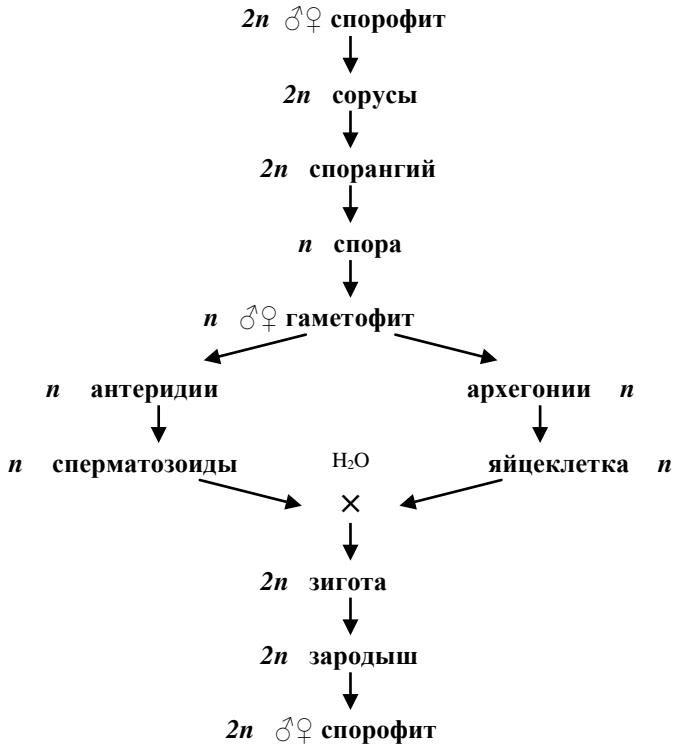 2n ♂♀ спорофит
2n сорусы
2n спорангий
n спора
n ♂♀ гаметофит
n антеридии архегонии n
n сперматозоиды H₂O яйцеклетка n
×
2n зигота
2n зародыш
2n ♂♀ спорофит